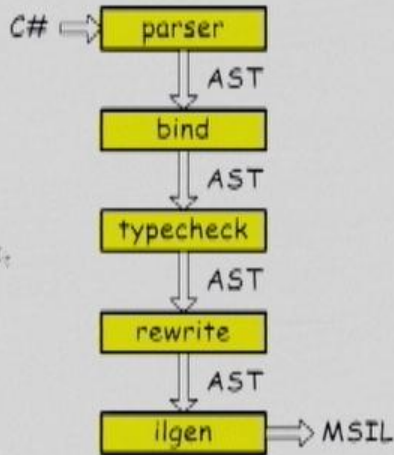 C# parser
AST
bind
AST
typecheck
AST
rewrite
AST
ilgen MSIL